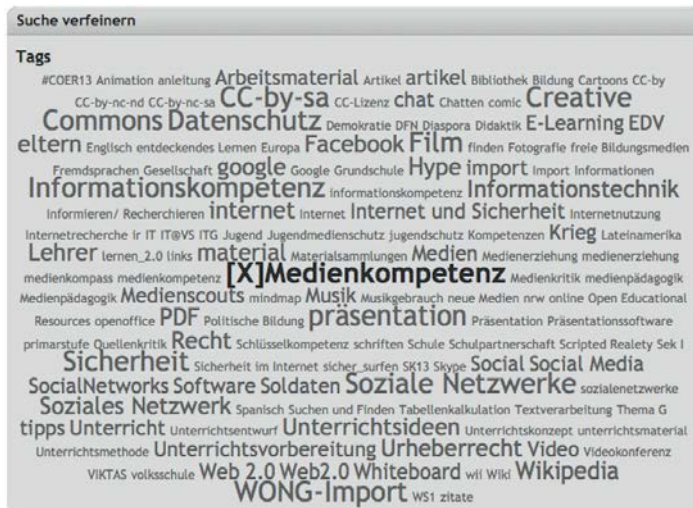 Suche verfeinern
Tags
#COER13 Animation anleitung Arbeitsmaterial Artikel artikel Bibliothek Bildung Cartoons CC-by
CC-by-nc-nd CC-by-nc-sa CC-by-sa CC-Lizenz chat Chatten comic Creative
Commons Datenschutz Demokratie DFN Diaspora Didaktik E-Learning EDV
eltern Englisch entdeckendes Lernen Europa Facebook Film finden Fotografie freie Bildungsmedien
Fremdsprachen Gesellschaft google Google Grundschule Hype import Import Informationen
Informationskompetenz informationskompetenz Informationstechnik
Informieren/ Recherchieren internet Internet Internet und Sicherheit Internetnutzung
Internetrecherche ir IT IT@VS ITG Jugend Jugendmedienschutz jugendschutz Kompetenzen Krieg Lateinamerika
Lehrer lernen_2.0 links material Materialsammlungen Medien Medienerziehung medienerziehung
medienkompass medienkompetenz [X]Medienkompetenz Medienkritik medienpädagogik
Medienpädagogik Medienscouts mindmap Musik Musikgebrauch neue Medien nrw online Open Educational
Resources openoffice PDF Politische Bildung präsentation Präsentation Präsentationssoftware
primarstufe Quellenkritik Recht Schlüsselkompetenz schriften Schule Schulpartnerschaft Scripted Realety Sek I
Sicherheit Sicherheit im Internet sicher_surfen SK13 Skype Social Social Media
SocialNetworks Software Soldaten Soziale Netzwerke sozialenetzwerke
Soziales Netzwerk Spanisch Suchen und Finden Tabellenkalkulation Textverarbeitung Thema G
tipps Unterricht Unterrichtsentwurf Unterrichtsideen Unterrichtskonzept unterrichtsmaterial
Unterrichtsmethode Unterrichtsvorbereitung Urheberrecht Video Videokonferenz
VIKTAS volksschule Web 2.0 Web2.0 Whiteboard wii Wiki Wikipedia
WONG-Import WS1 zitate